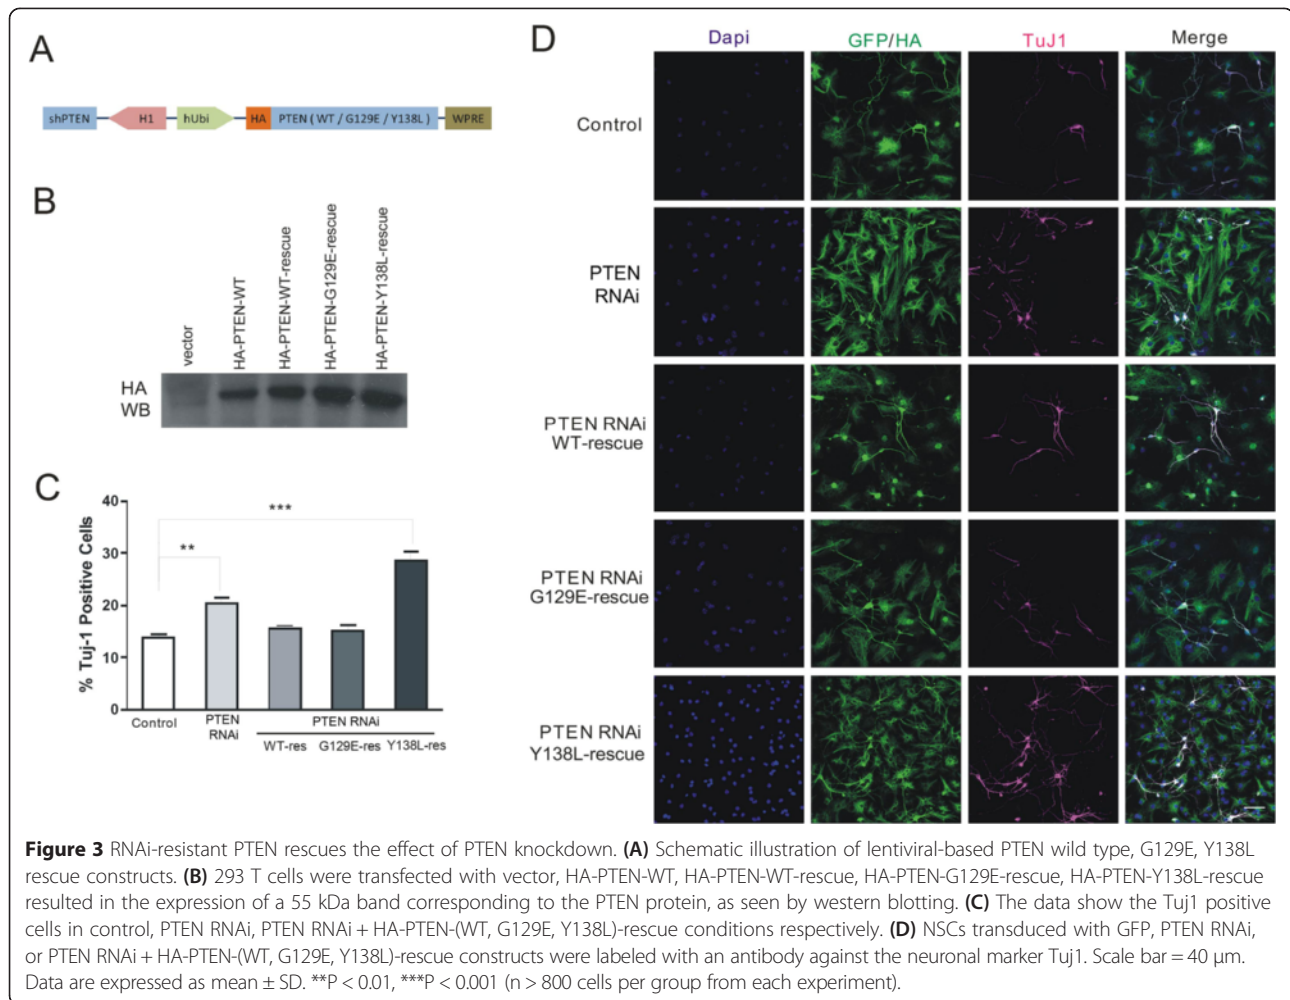 A
shPTEN H1 hUbi HA PTEN ( WT / G129E / Y138L ) WPRE
B
vector
HA-PTEN-WT
HA-PTEN-WT-rescue
HA-PTEN-G129E-rescue
HA-PTEN-Y138L-rescue
HA
WB
C
% Tuj-1 Positive Cells
40
30
20
10
0
**
***
Control
PTEN
RNAi
PTEN RNAi
WT-res G129E-res Y138L-res
D
Dapi GFP/HA TuJ1 Merge
Control
PTEN
RNAi
PTEN RNAi
WT-rescue
PTEN RNAi
G129E-rescue
PTEN RNAi
Y138L-rescue
Figure 3 RNAi-resistant PTEN rescues the effect of PTEN knockdown. (A) Schematic illustration of lentiviral-based PTEN wild type, G129E, Y138L
rescue constructs. (B) 293 T cells were transfected with vector, HA-PTEN-WT, HA-PTEN-WT-rescue, HA-PTEN-G129E-rescue, HA-PTEN-Y138L-rescue
resulted in the expression of a 55 kDa band corresponding to the PTEN protein, as seen by western blotting. (C) The data show the Tuj1 positive
cells in control, PTEN RNAi, PTEN RNAi + HA-PTEN-(WT, G129E, Y138L)-rescue conditions respectively. (D) NSCs transduced with GFP, PTEN RNAi,
or PTEN RNAi + HA-PTEN-(WT, G129E, Y138L)-rescue constructs were labeled with an antibody against the neuronal marker Tuj1. Scale bar = 40 μm.
Data are expressed as mean ± SD. **P < 0.01, ***P < 0.001 (n > 800 cells per group from each experiment).